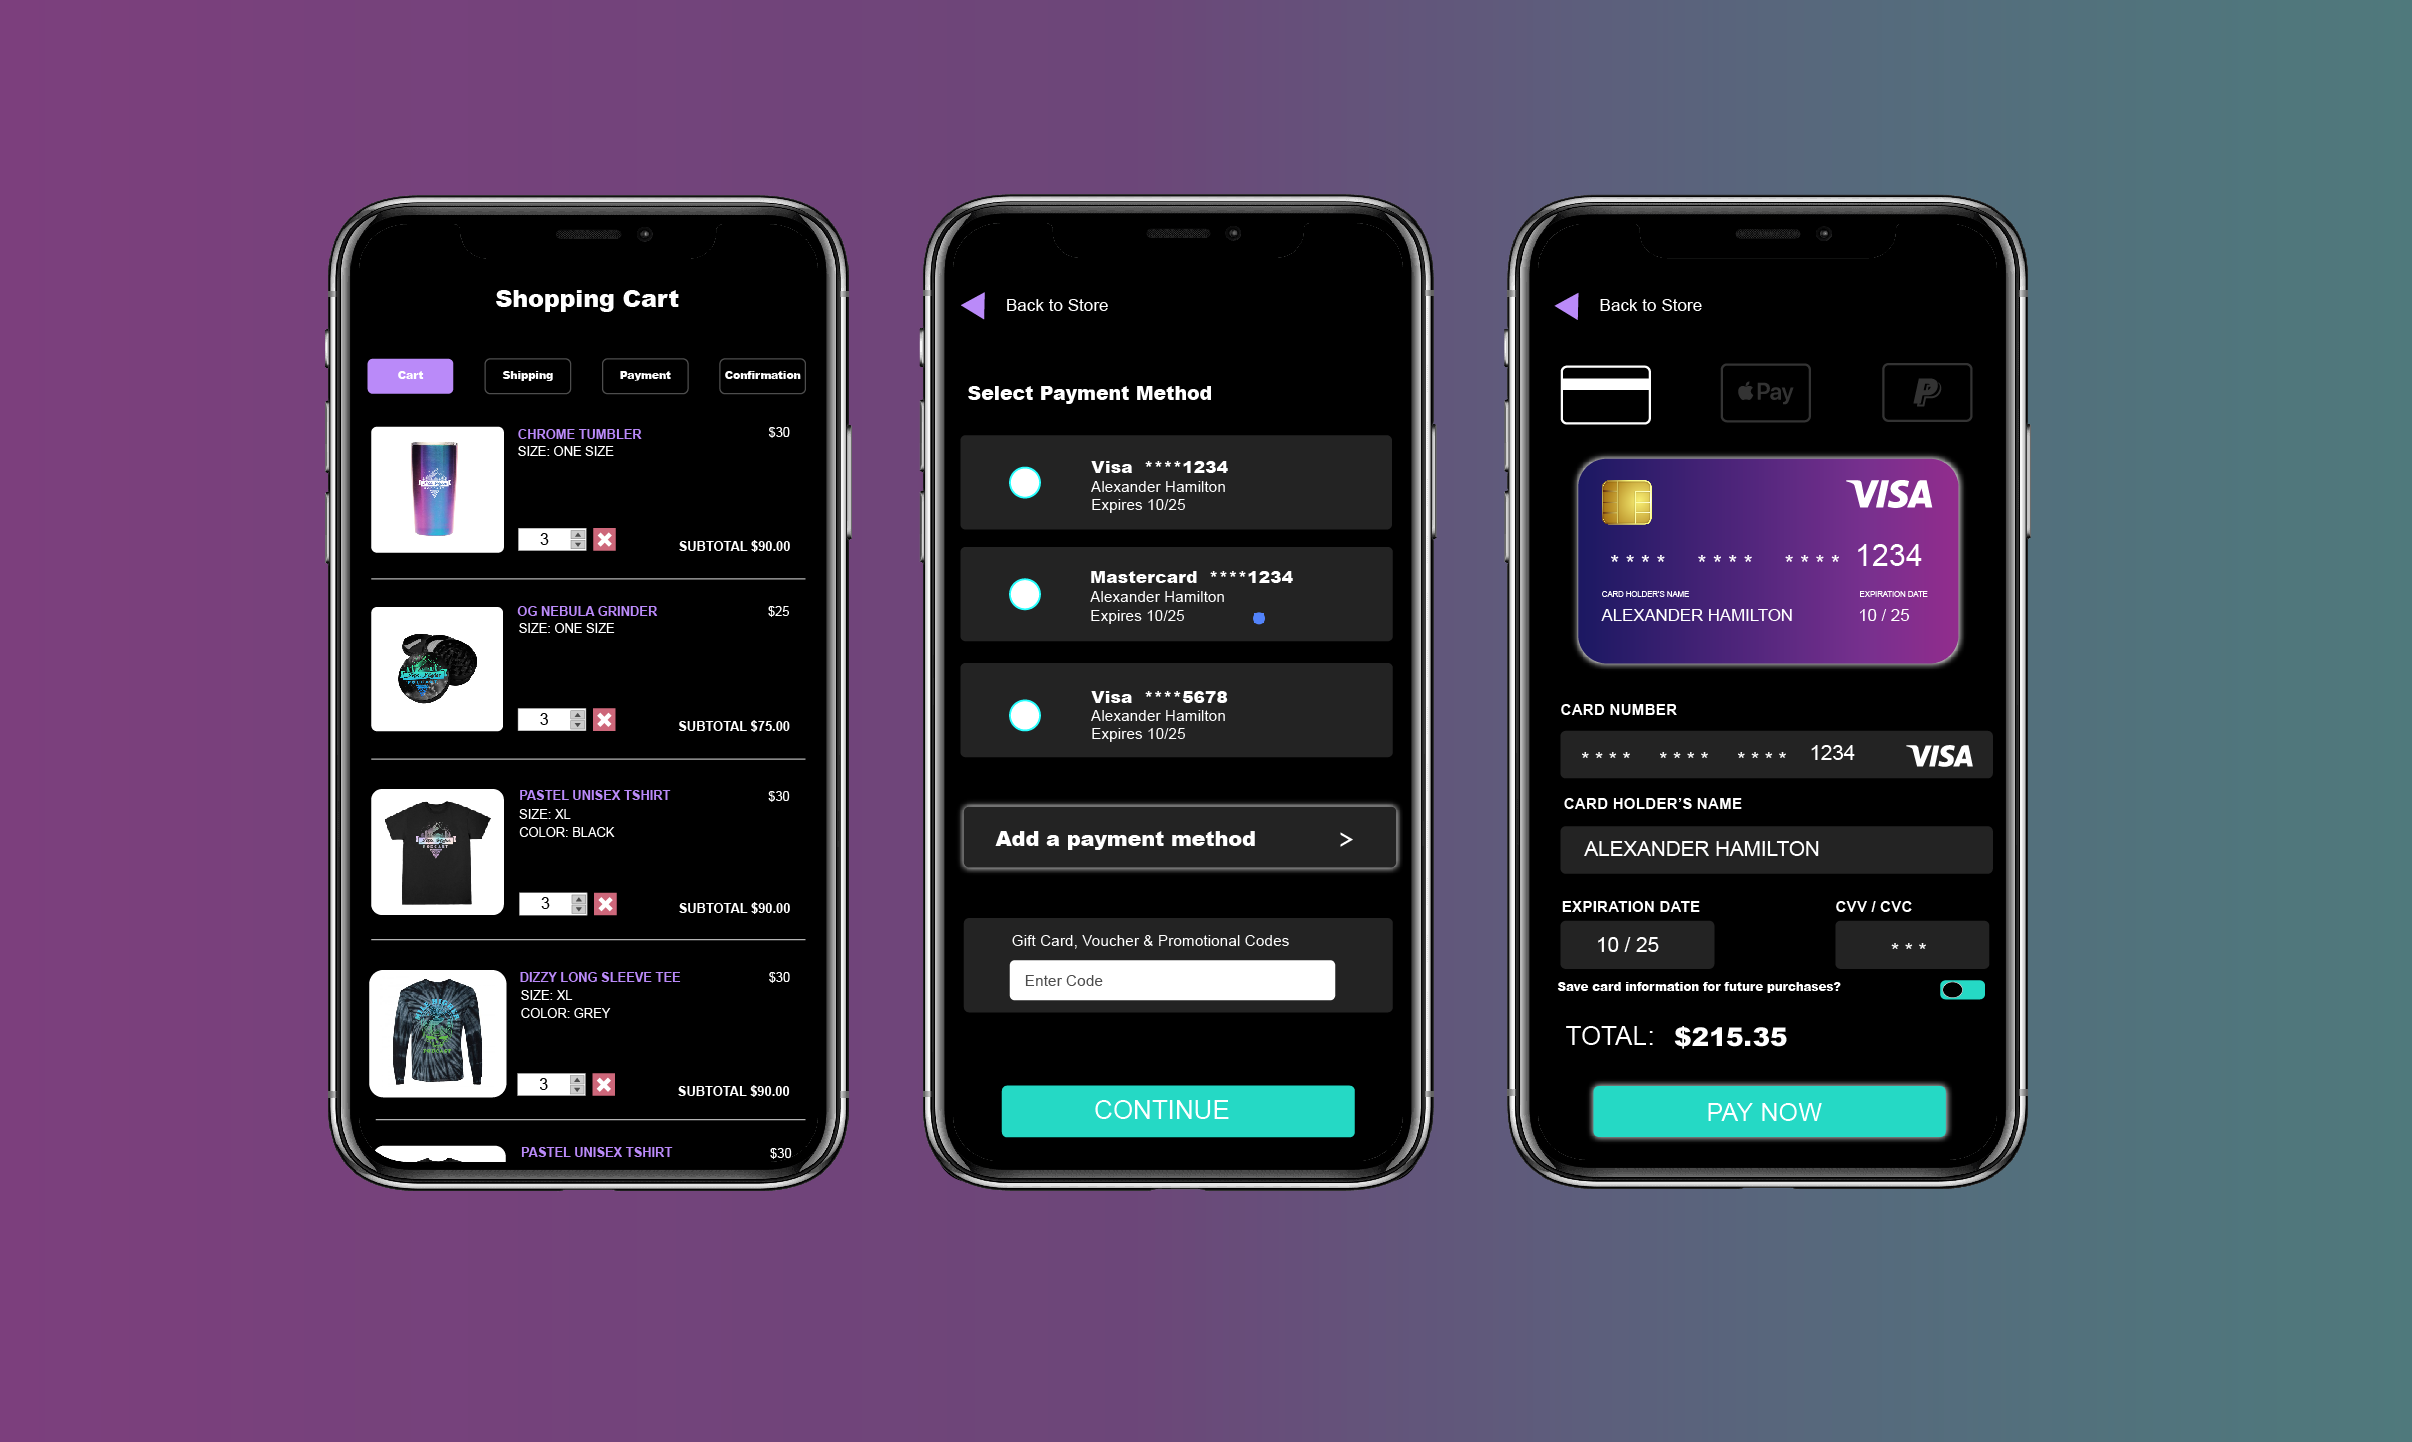 Shopping Cart
Cart
Shipping
Payment
Confirmation
CHROME TUMBLER
$30
SIZE: ONE SIZE
3
SUBTOTAL $90.00
OG NEBULA GRINDER
$25
SIZE: ONE SIZE
3
SUBTOTAL $75.00
PASTEL UNISEX TSHIRT
$30
SIZE: XL
COLOR: BLACK
PODCAST
3
SUBTOTAL $90.00
DIZZY LONG SLEEVE TEE
$30
SIZE: XL
COLOR: GREY
3
SUBTOTAL $90.00
PASTEL UNISEX TSHIRT
$30
Back to Store
Select Payment Method
Visa ****1234
Alexander Hamilton
Expires 10/25
Mastercard ****1234
Alexander Hamilton
Expires 10/25
Visa ****5678
Alexander Hamilton
Expires 10/25
Add a payment method >
Gift Card, Voucher & Promotional Codes
Enter Code
CONTINUE
Back to Store
Pay
VISA
**** **** **** 1234
CARD HOLDER'S NAME
EXPIRATION DATE
ALEXANDER HAMILTON
10 / 25
CARD NUMBER
**** **** **** 1234 VISA
CARD HOLDER'S NAME
ALEXANDER HAMILTON
EXPIRATION DATE
CVV / CVC
10 / 25
***
Save card information for future purchases?
TOTAL: $215.35
PAY NOW